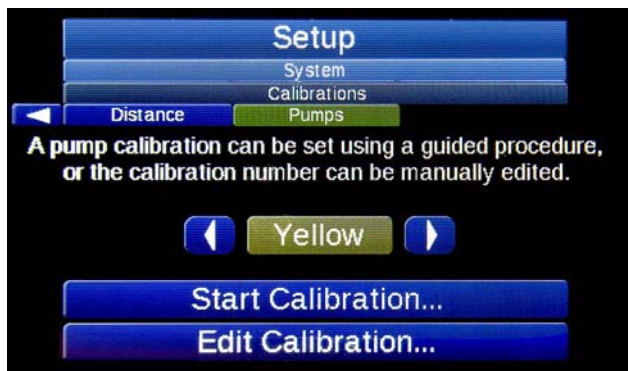 Setup
System
Calibrations
Distance Pumps
A pump calibration can be set using a guided procedure,
or the calibration number can be manually edited.
Yellow
Start Calibration...
Edit Calibration...